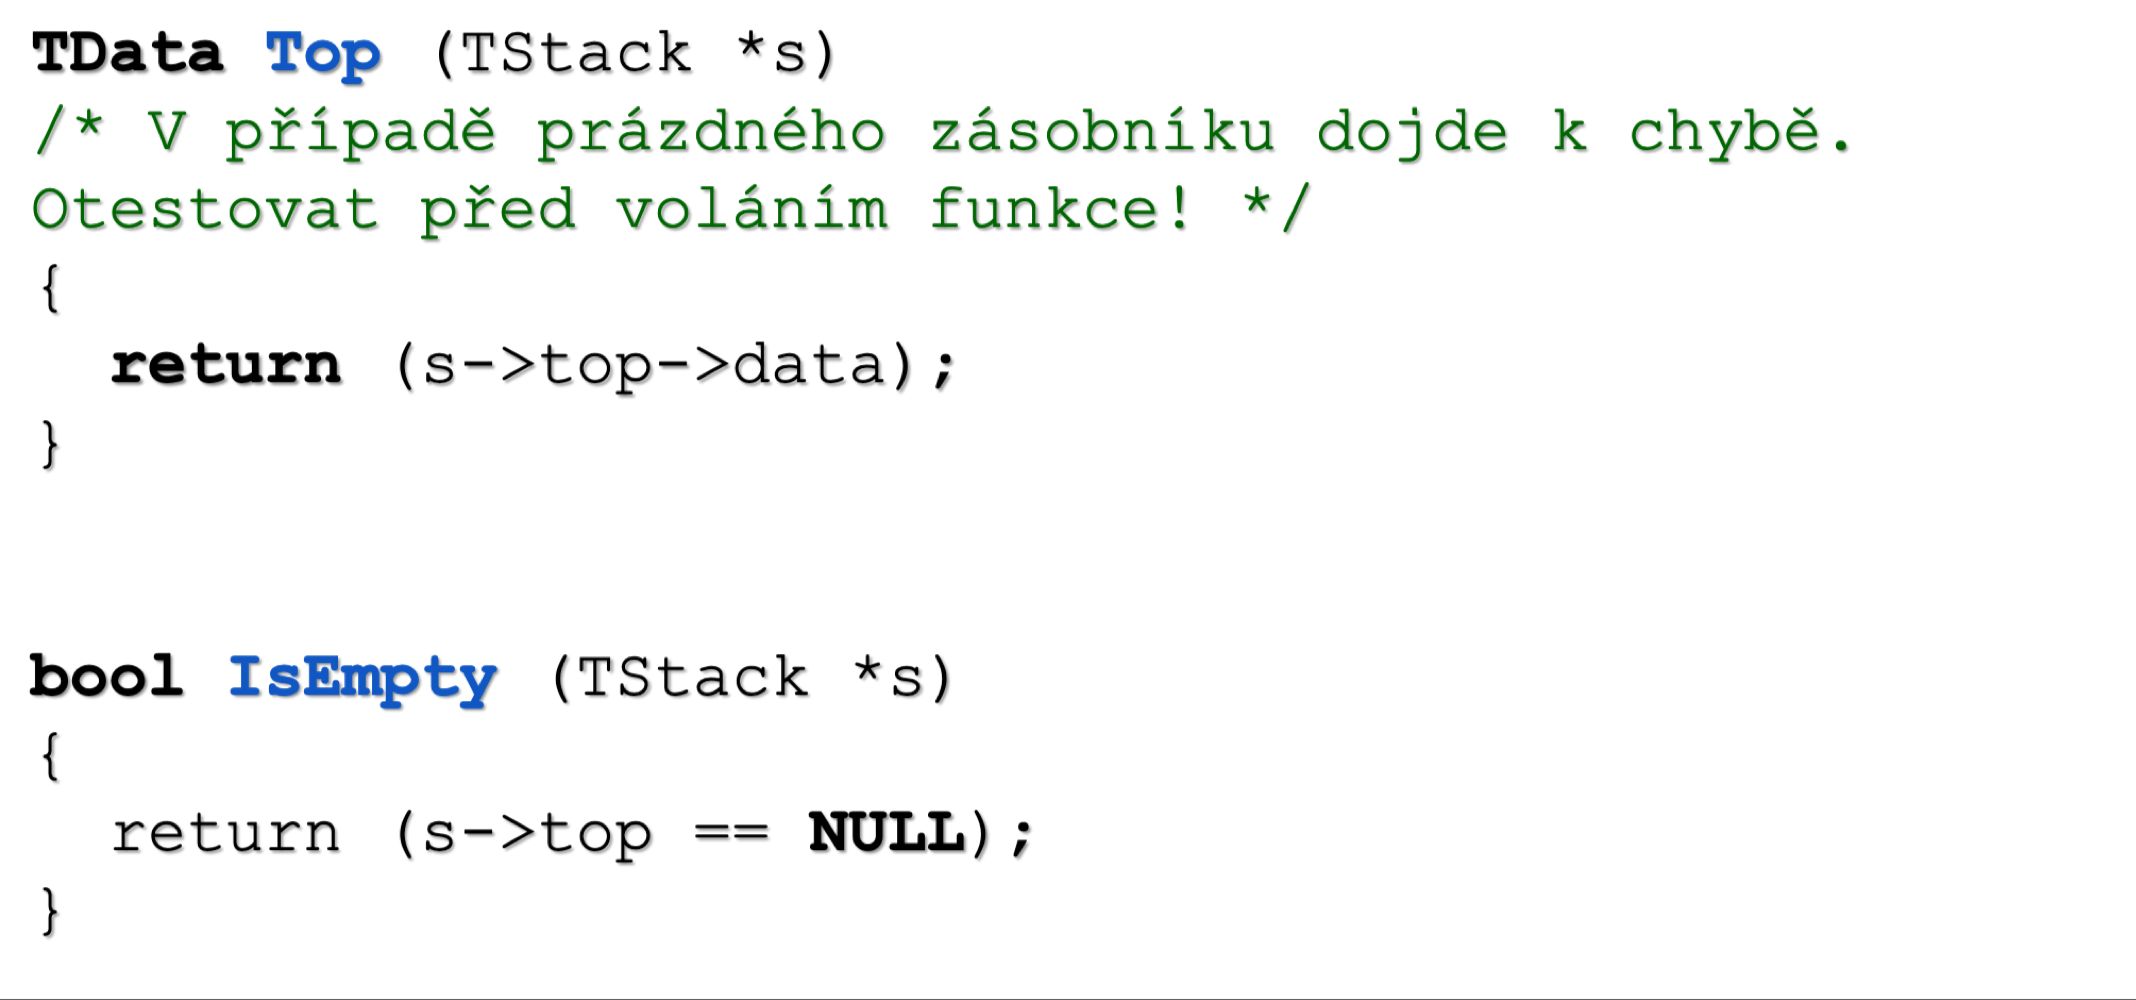 TData Top (TStack *s)
/* V případě prázdného zásobníku dojde k chybě.
Otestovat před voláním funkce! */
{
  return (s->top->data);
}
bool IsEmpty (TStack *s)
{
  return (s->top == NULL);
}